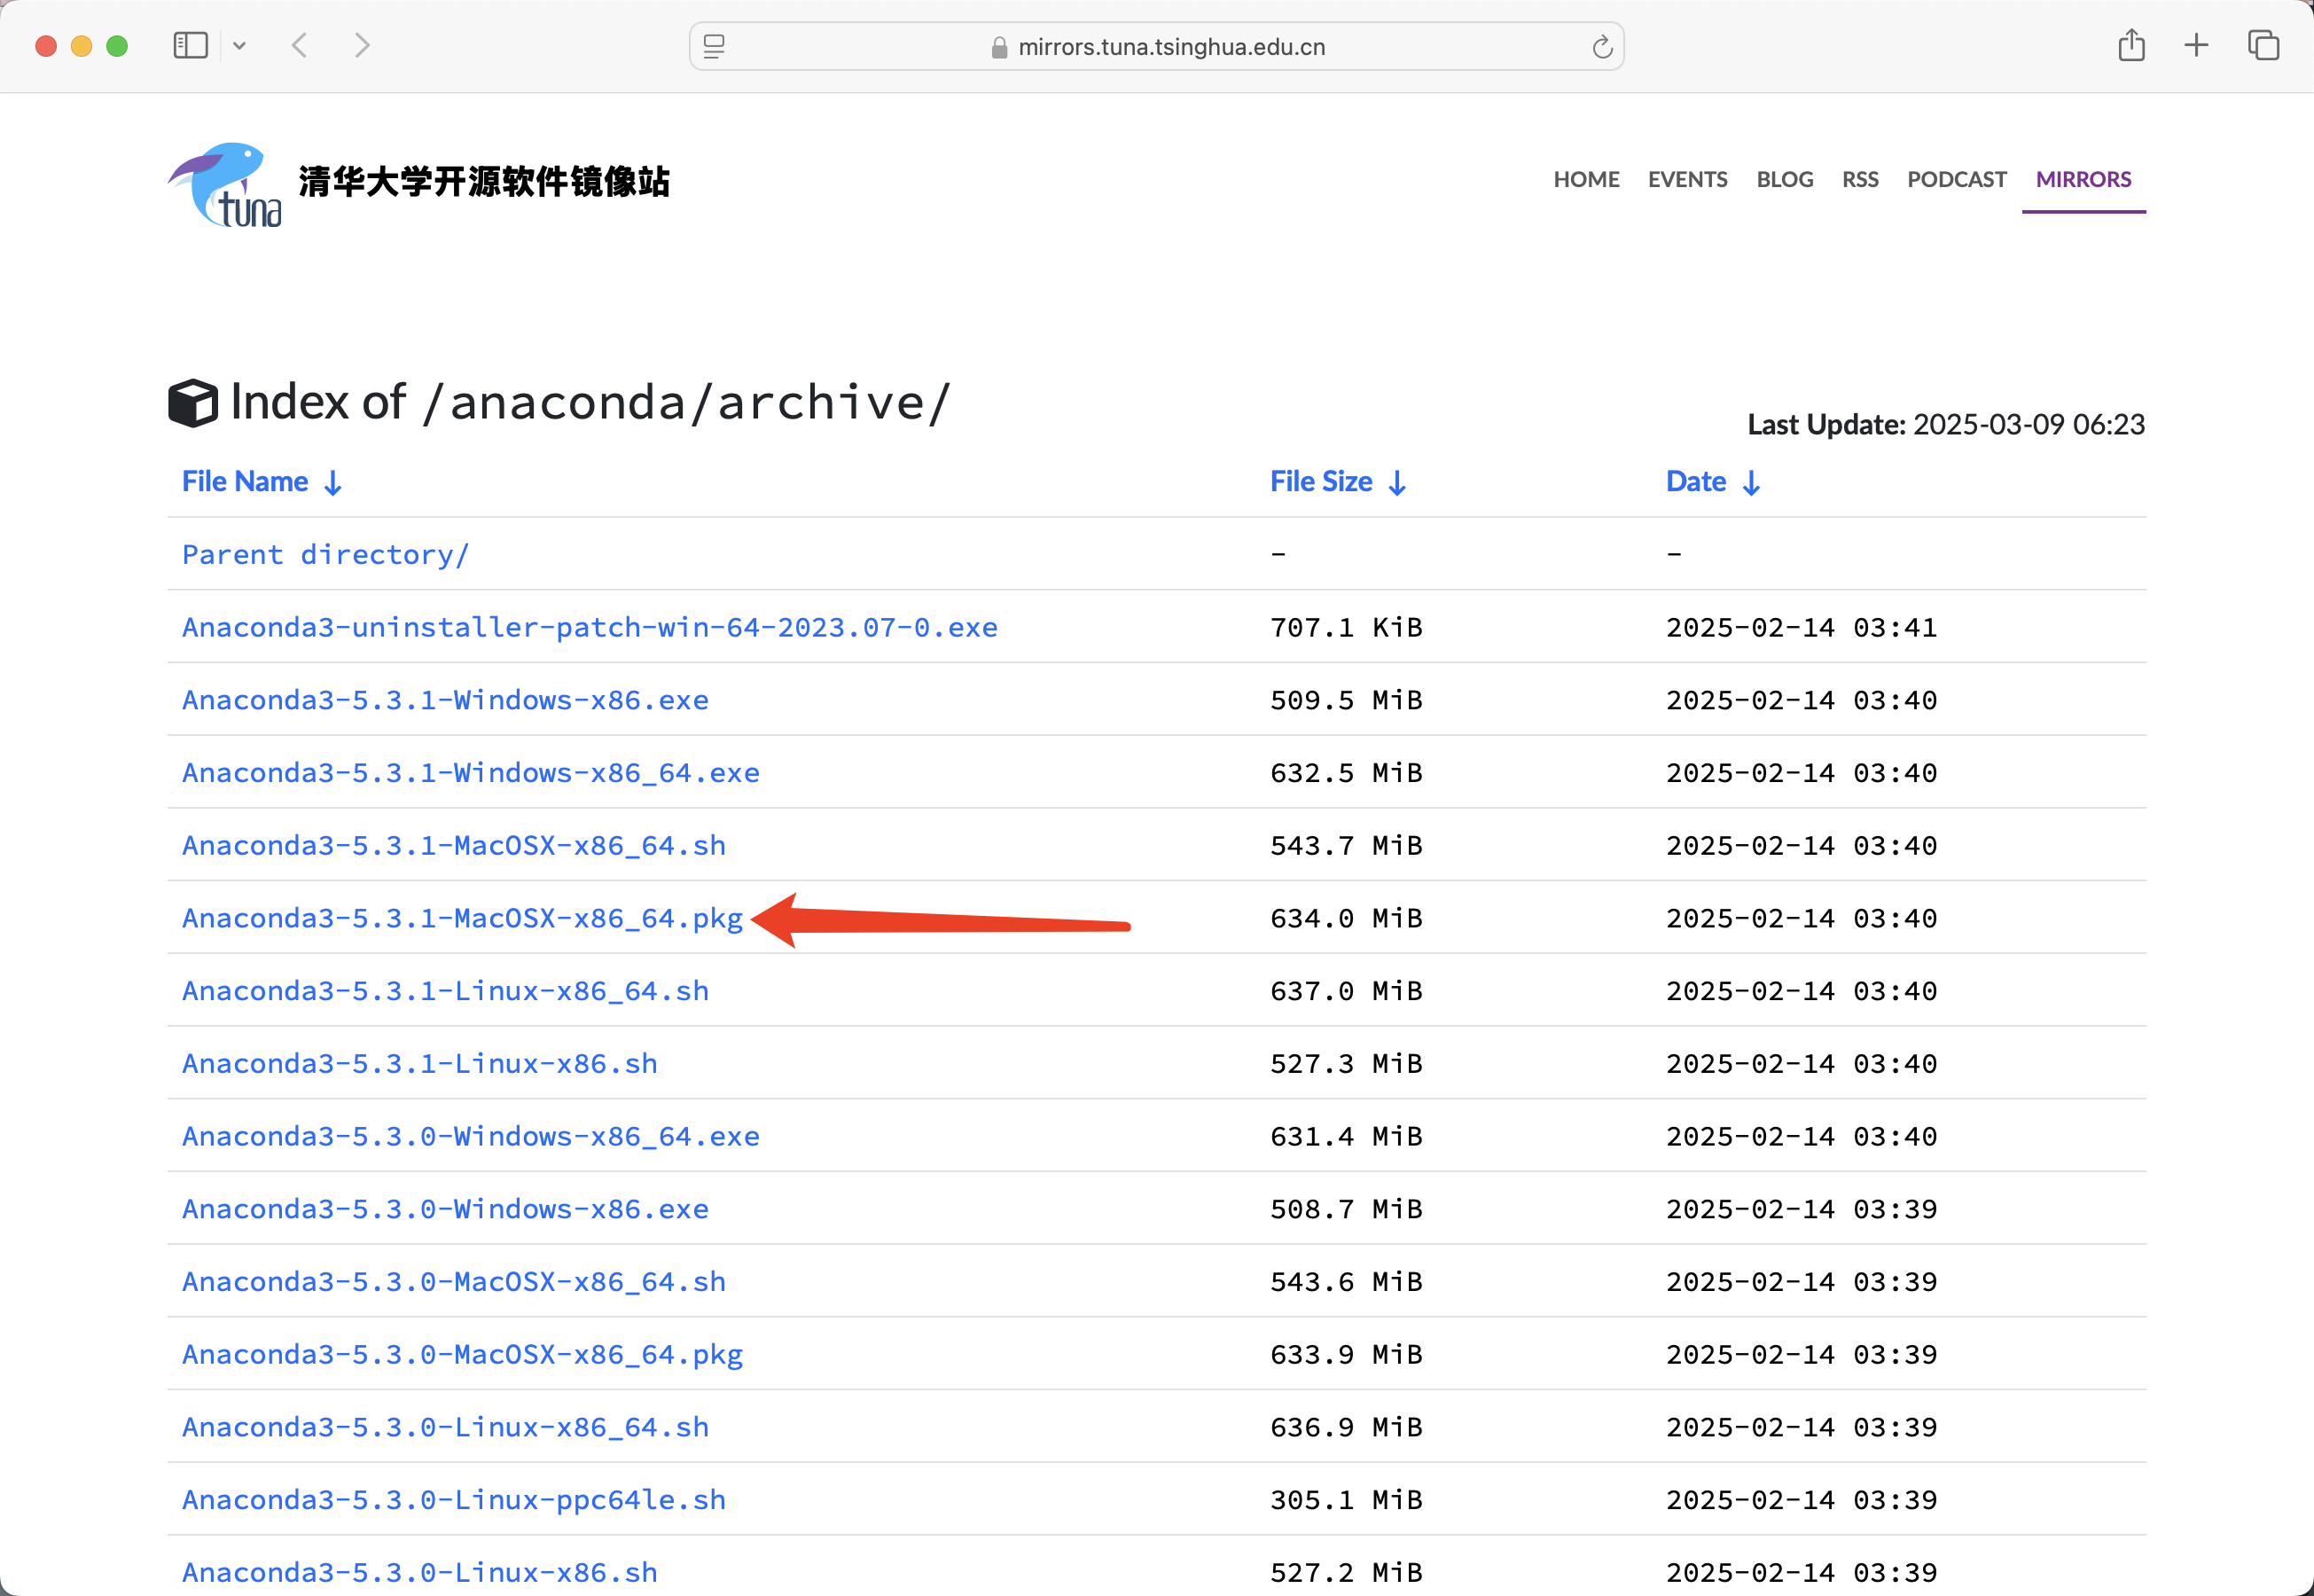 mirrors.tuna.tsinghua.edu.cn
tuna
清华大学开源软件镜像站
HOME EVENTS BLOG RSS PODCAST MIRRORS
Index of /anaconda/archive/
Last Update: 2025-03-09 06:23
File Name ↓ File Size ↓ Date ↓
Parent directory/ - -
Anaconda3-uninstaller-patch-win-64-2023.07-0.exe 707.1 KiB 2025-02-14 03:41
Anaconda3-5.3.1-Windows-x86.exe 509.5 MiB 2025-02-14 03:40
Anaconda3-5.3.1-Windows-x86_64.exe 632.5 MiB 2025-02-14 03:40
Anaconda3-5.3.1-MacOSX-x86_64.sh 543.7 MiB 2025-02-14 03:40
Anaconda3-5.3.1-MacOSX-x86_64.pkg 634.0 MiB 2025-02-14 03:40
Anaconda3-5.3.1-Linux-x86_64.sh 637.0 MiB 2025-02-14 03:40
Anaconda3-5.3.1-Linux-x86.sh 527.3 MiB 2025-02-14 03:40
Anaconda3-5.3.0-Windows-x86_64.exe 631.4 MiB 2025-02-14 03:40
Anaconda3-5.3.0-Windows-x86.exe 508.7 MiB 2025-02-14 03:39
Anaconda3-5.3.0-MacOSX-x86_64.sh 543.6 MiB 2025-02-14 03:39
Anaconda3-5.3.0-MacOSX-x86_64.pkg 633.9 MiB 2025-02-14 03:39
Anaconda3-5.3.0-Linux-x86_64.sh 636.9 MiB 2025-02-14 03:39
Anaconda3-5.3.0-Linux-ppc64le.sh 305.1 MiB 2025-02-14 03:39
Anaconda3-5.3.0-Linux-x86.sh 527.2 MiB 2025-02-14 03:39